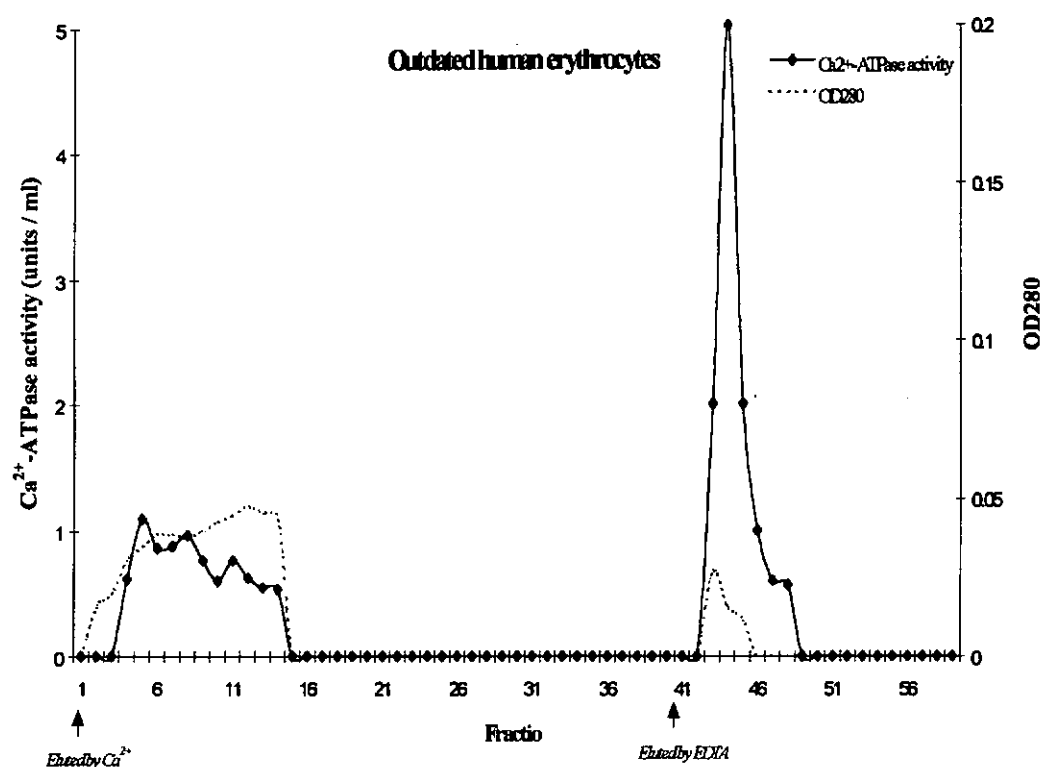 Outdated human erythrocytes
Ca2+-ATPase activity
OD280
Ca²⁺-ATPase activity (units / ml)
5
4
3
2
1
0
0.2
0.15
0.1
0.05
0
OD280
1 6 11 16 21 26 31 36 41 46 51 56
Fractio
Eluted by Ca²⁺
Eluted by EDTA